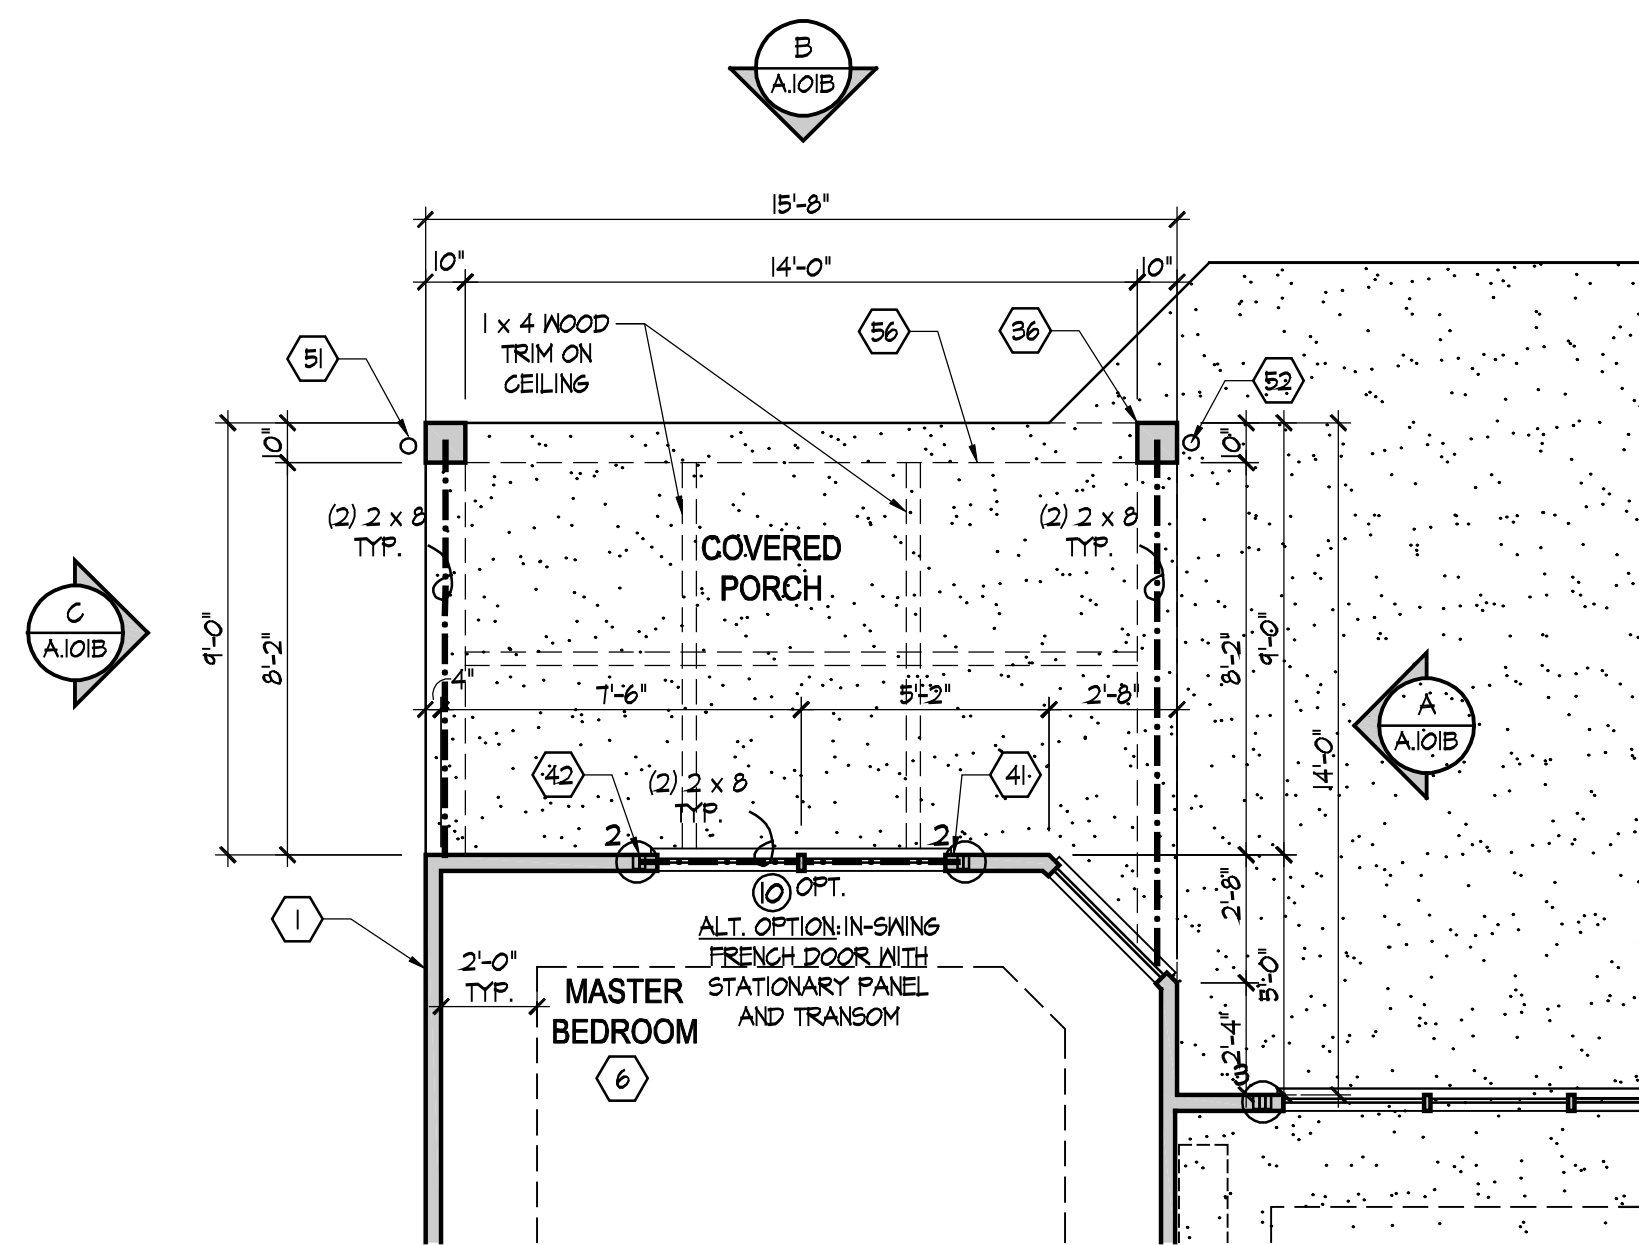 B
A.101B
15'-8"
10"
14'-0"
10"
1 x 4 WOOD
TRIM ON
CEILING
56
36
51
52
10"
10"
(2) 2 x 8
TYP.
(2) 2 x 8
TYP.
COVERED
PORCH
C
A.101B
9'-0"
8'-2"
8'-2"
9'-0"
4"
7'-6"
5'-2"
2'-8"
A
A.101B
14'-0"
42
(2) 2 x 8
TYP.
41
2
2
10
OPT.
ALT. OPTION: IN-SWING
FRENCH DOOR WITH
STATIONARY PANEL
AND TRANSOM
1
2'-0"
TYP.
MASTER
BEDROOM
6
2'-8"
5'-0"
2'-4"